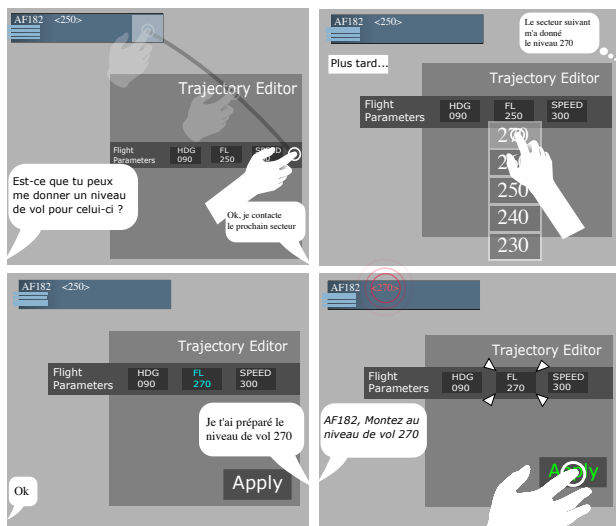 AF182 <250>
Trajectory Editor
Flight
Parameters
HDG
090
FL
250
SPEED
Est-ce que tu peux
me donner un niveau
de vol pour celui-ci ?
Ok, je contacte
le prochain secteur
AF182 <250>
Le secteur suivant
m'a donné
le niveau 270
Plus tard...
Trajectory Editor
Flight
Parameters
HDG
090
FL
250
SPEED
300
270
260
250
240
230
AF182 <250>
Trajectory Editor
Flight
Parameters
HDG
090
FL
270
SPEED
300
Je t'ai préparé le
niveau de vol 270
Apply
Ok
AF182 <270>
Trajectory Editor
Flight
Parameters
HDG
090
FL
270
SPEED
300
AF182, Montez au
niveau de vol 270
Apply